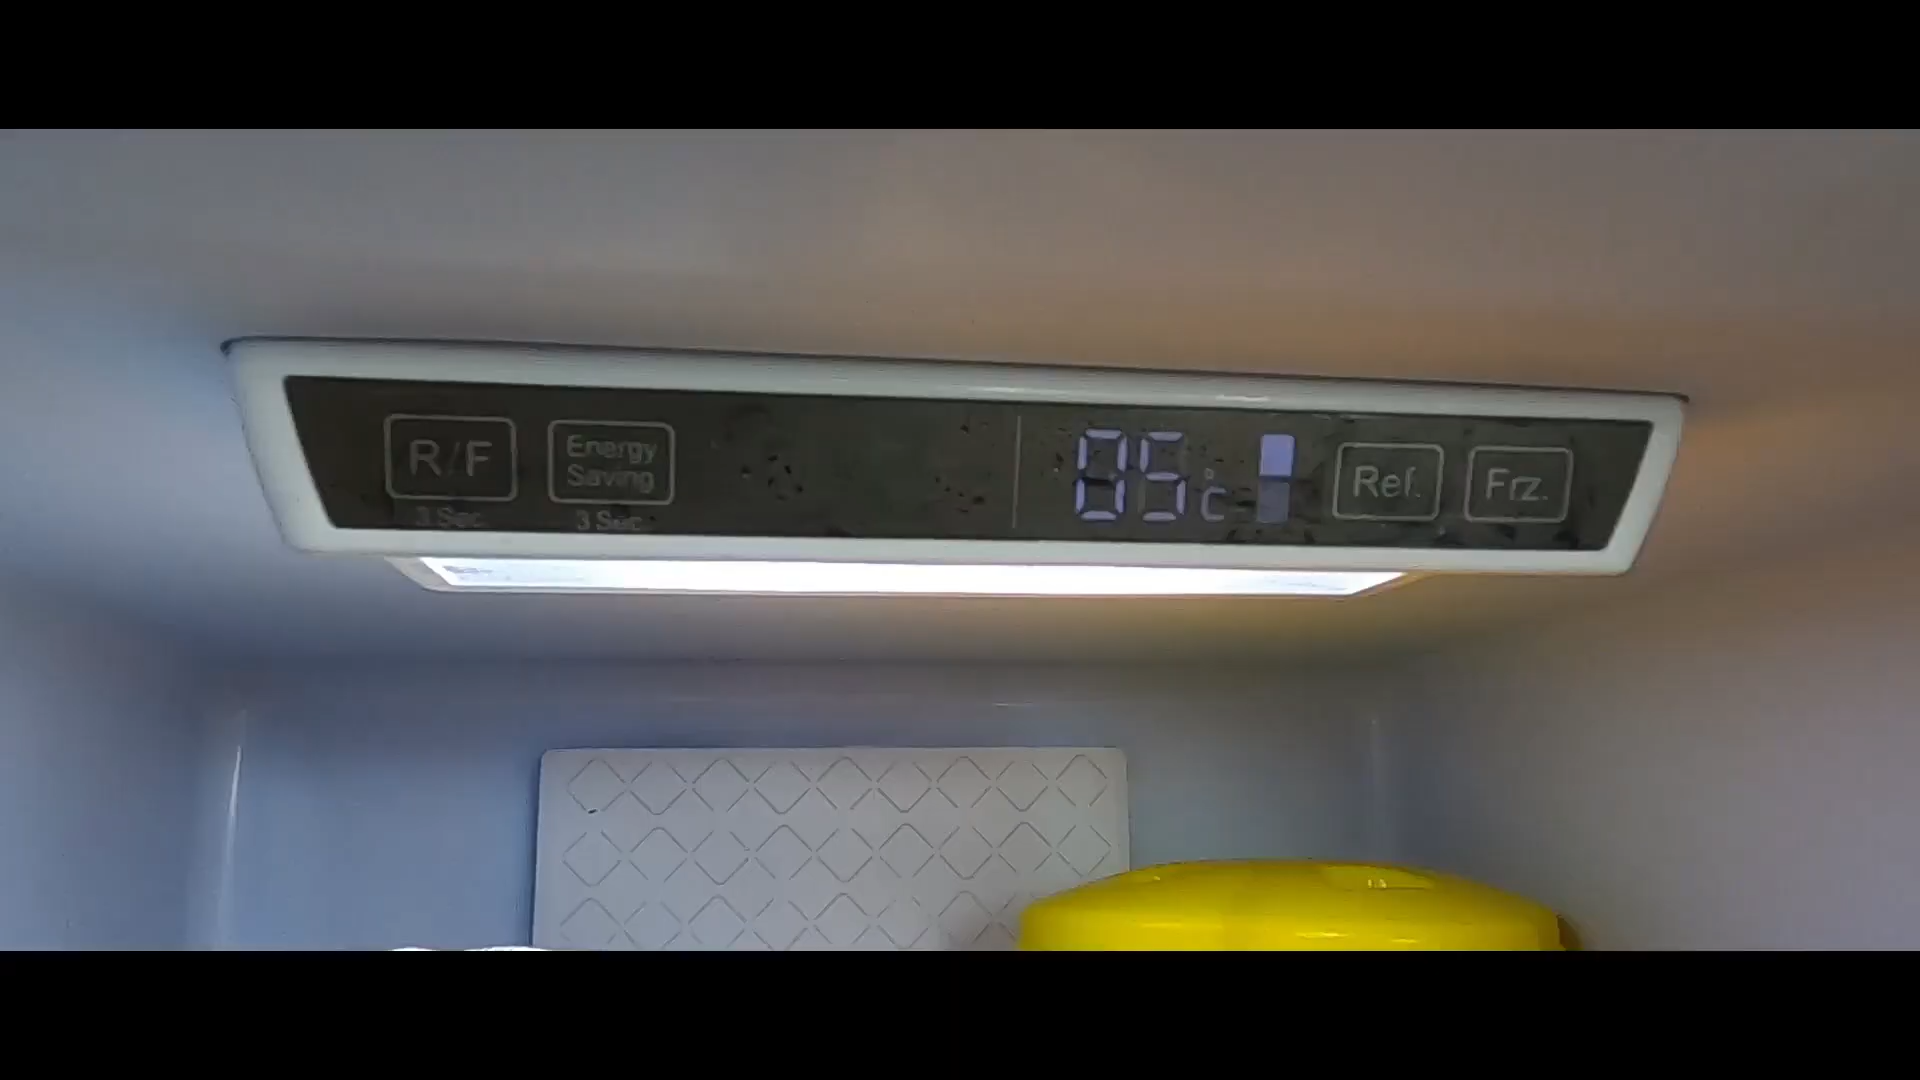 R/F
Energy
Saving
3 Sec.
3 Sec.
05°C
Ref.
Frz.